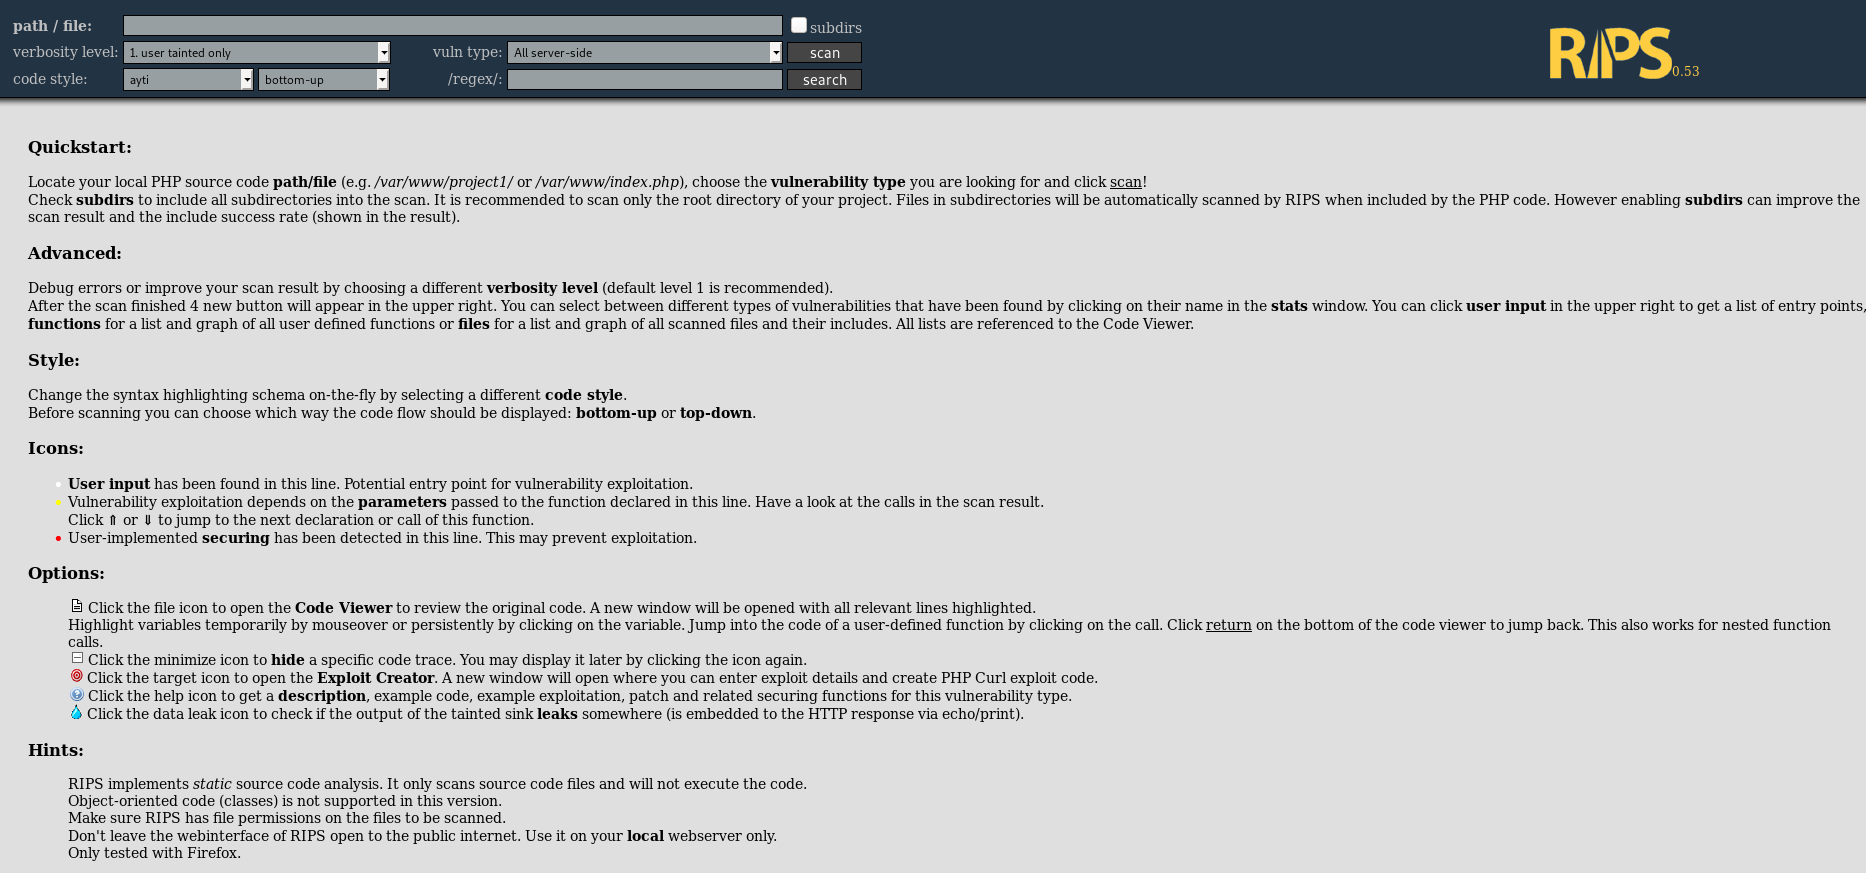 path / file: subdirs
verbosity level: 1. user tainted only vuln type: All server-side scan
code style: ayti bottom-up /regex/: search
RIPS 0.53
Quickstart:
Locate your local PHP source code path/file (e.g. /var/www/project1/ or /var/www/index.php), choose the vulnerability type you are looking for and click scan!
Check subdirs to include all subdirectories into the scan. It is recommended to scan only the root directory of your project. Files in subdirectories will be automatically scanned by RIPS when included by the PHP code. However enabling subdirs can improve the
scan result and the include success rate (shown in the result).
Advanced:
Debug errors or improve your scan result by choosing a different verbosity level (default level 1 is recommended).
After the scan finished 4 new button will appear in the upper right. You can select between different types of vulnerabilities that have been found by clicking on their name in the stats window. You can click user input in the upper right to get a list of entry points,
functions for a list and graph of all user defined functions or files for a list and graph of all scanned files and their includes. All lists are referenced to the Code Viewer.
Style:
Change the syntax highlighting schema on-the-fly by selecting a different code style.
Before scanning you can choose which way the code flow should be displayed: bottom-up or top-down.
Icons:
• User input has been found in this line. Potential entry point for vulnerability exploitation.
• Vulnerability exploitation depends on the parameters passed to the function declared in this line. Have a look at the calls in the scan result.
Click ⇑ or ⇓ to jump to the next declaration or call of this function.
• User-implemented securing has been detected in this line. This may prevent exploitation.
Options:
Click the file icon to open the Code Viewer to review the original code. A new window will be opened with all relevant lines highlighted.
Highlight variables temporarily by mouseover or persistently by clicking on the variable. Jump into the code of a user-defined function by clicking on the call. Click return on the bottom of the code viewer to jump back. This also works for nested function
calls.
Click the minimize icon to hide a specific code trace. You may display it later by clicking the icon again.
Click the target icon to open the Exploit Creator. A new window will open where you can enter exploit details and create PHP Curl exploit code.
Click the help icon to get a description, example code, example exploitation, patch and related securing functions for this vulnerability type.
Click the data leak icon to check if the output of the tainted sink leaks somewhere (is embedded to the HTTP response via echo/print).
Hints:
RIPS implements static source code analysis. It only scans source code files and will not execute the code.
Object-oriented code (classes) is not supported in this version.
Make sure RIPS has file permissions on the files to be scanned.
Don't leave the webinterface of RIPS open to the public internet. Use it on your local webserver only.
Only tested with Firefox.